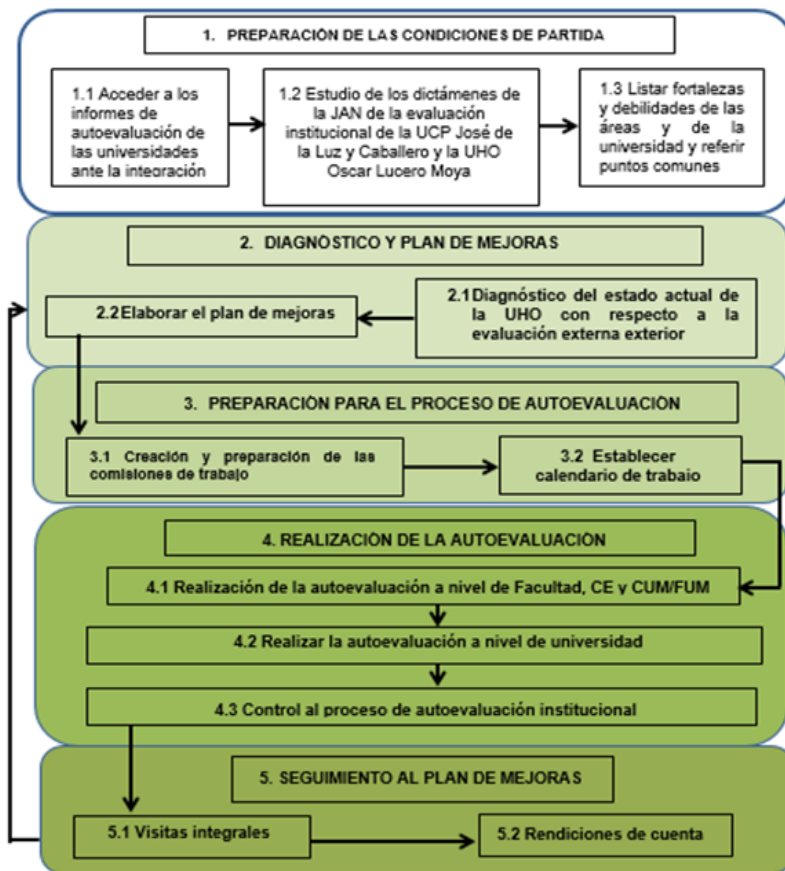 1. PREPARACIÓN DE LAS CONDICIONES DE PARTIDA
1.1 Acceder a los
informes de
autoevaluación de
las universidades
ante la integración
1.2 Estudio de los dictámenes de
la JAN de la evaluación
institucional de la UCP José de
la Luz y Caballero y la UHO
Oscar Lucero Moya
1.3 Listar fortalezas
y debilidades de las
áreas y de la
universidad y referir
puntos comunes
2. DIAGNÓSTICO Y PLAN DE MEJORAS
2.2 Elaborar el plan de mejoras
2.1 Diagnóstico del estado actual de
la UHO con respecto a la
evaluación externa exterior
3. PREPARACIÓN PARA EL PROCESO DE AUTOEVALUACIÓN
3.1 Creación y preparación de las
comisiones de trabajo
3.2 Establecer
calendario de trabajo
4. REALIZACIÓN DE LA AUTOEVALUACIÓN
4.1 Realización de la autoevaluación a nivel de Facultad, CE y CUM/FUM
4.2 Realizar la autoevaluación a nivel de universidad
4.3 Control al proceso de autoevaluación institucional
5. SEGUIMIENTO AL PLAN DE MEJORAS
5.1 Visitas integrales
5.2 Rendiciones de cuenta